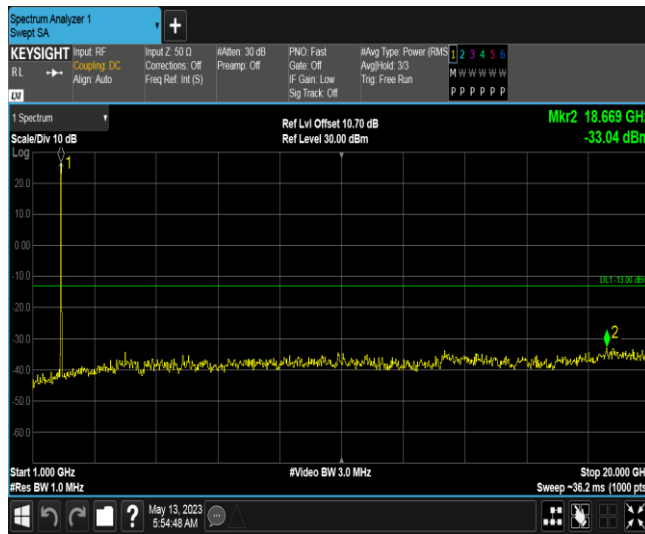 Spectrum Analyzer 1
Swept SA
+
KEYSIGHT
RL
LXI
Input: RF
Coupling: DC
Align: Auto
Input Z: 50 Ω
Corrections: Off
Freq Ref: Int (S)
#Atten: 30 dB
Preamp: Off
PNO: Fast
Gate: Off
IF Gain: Low
Sig Track: Off
#Avg Type: Power (RMS
Avg|Hold: 3/3
Trig: Free Run
1 2 3 4 5 6
M W W W W W
P P P P P P
1 Spectrum
Scale/Div 10 dB
Ref Lvl Offset 10.70 dB
Ref Level 30.00 dBm
Mkr2 18.669 GH
-33.04 dBm
Log
1
20.0
10.0
0.00
-10.0
DL1 -13.00 dB
-20.0
-30.0
2
-40.0
-50.0
-60.0
Start 1.000 GHz
#Res BW 1.0 MHz
#Video BW 3.0 MHz
Stop 20.000 GH
Sweep ~36.2 ms (1000 pts
?
May 13, 2023
5:54:48 AM